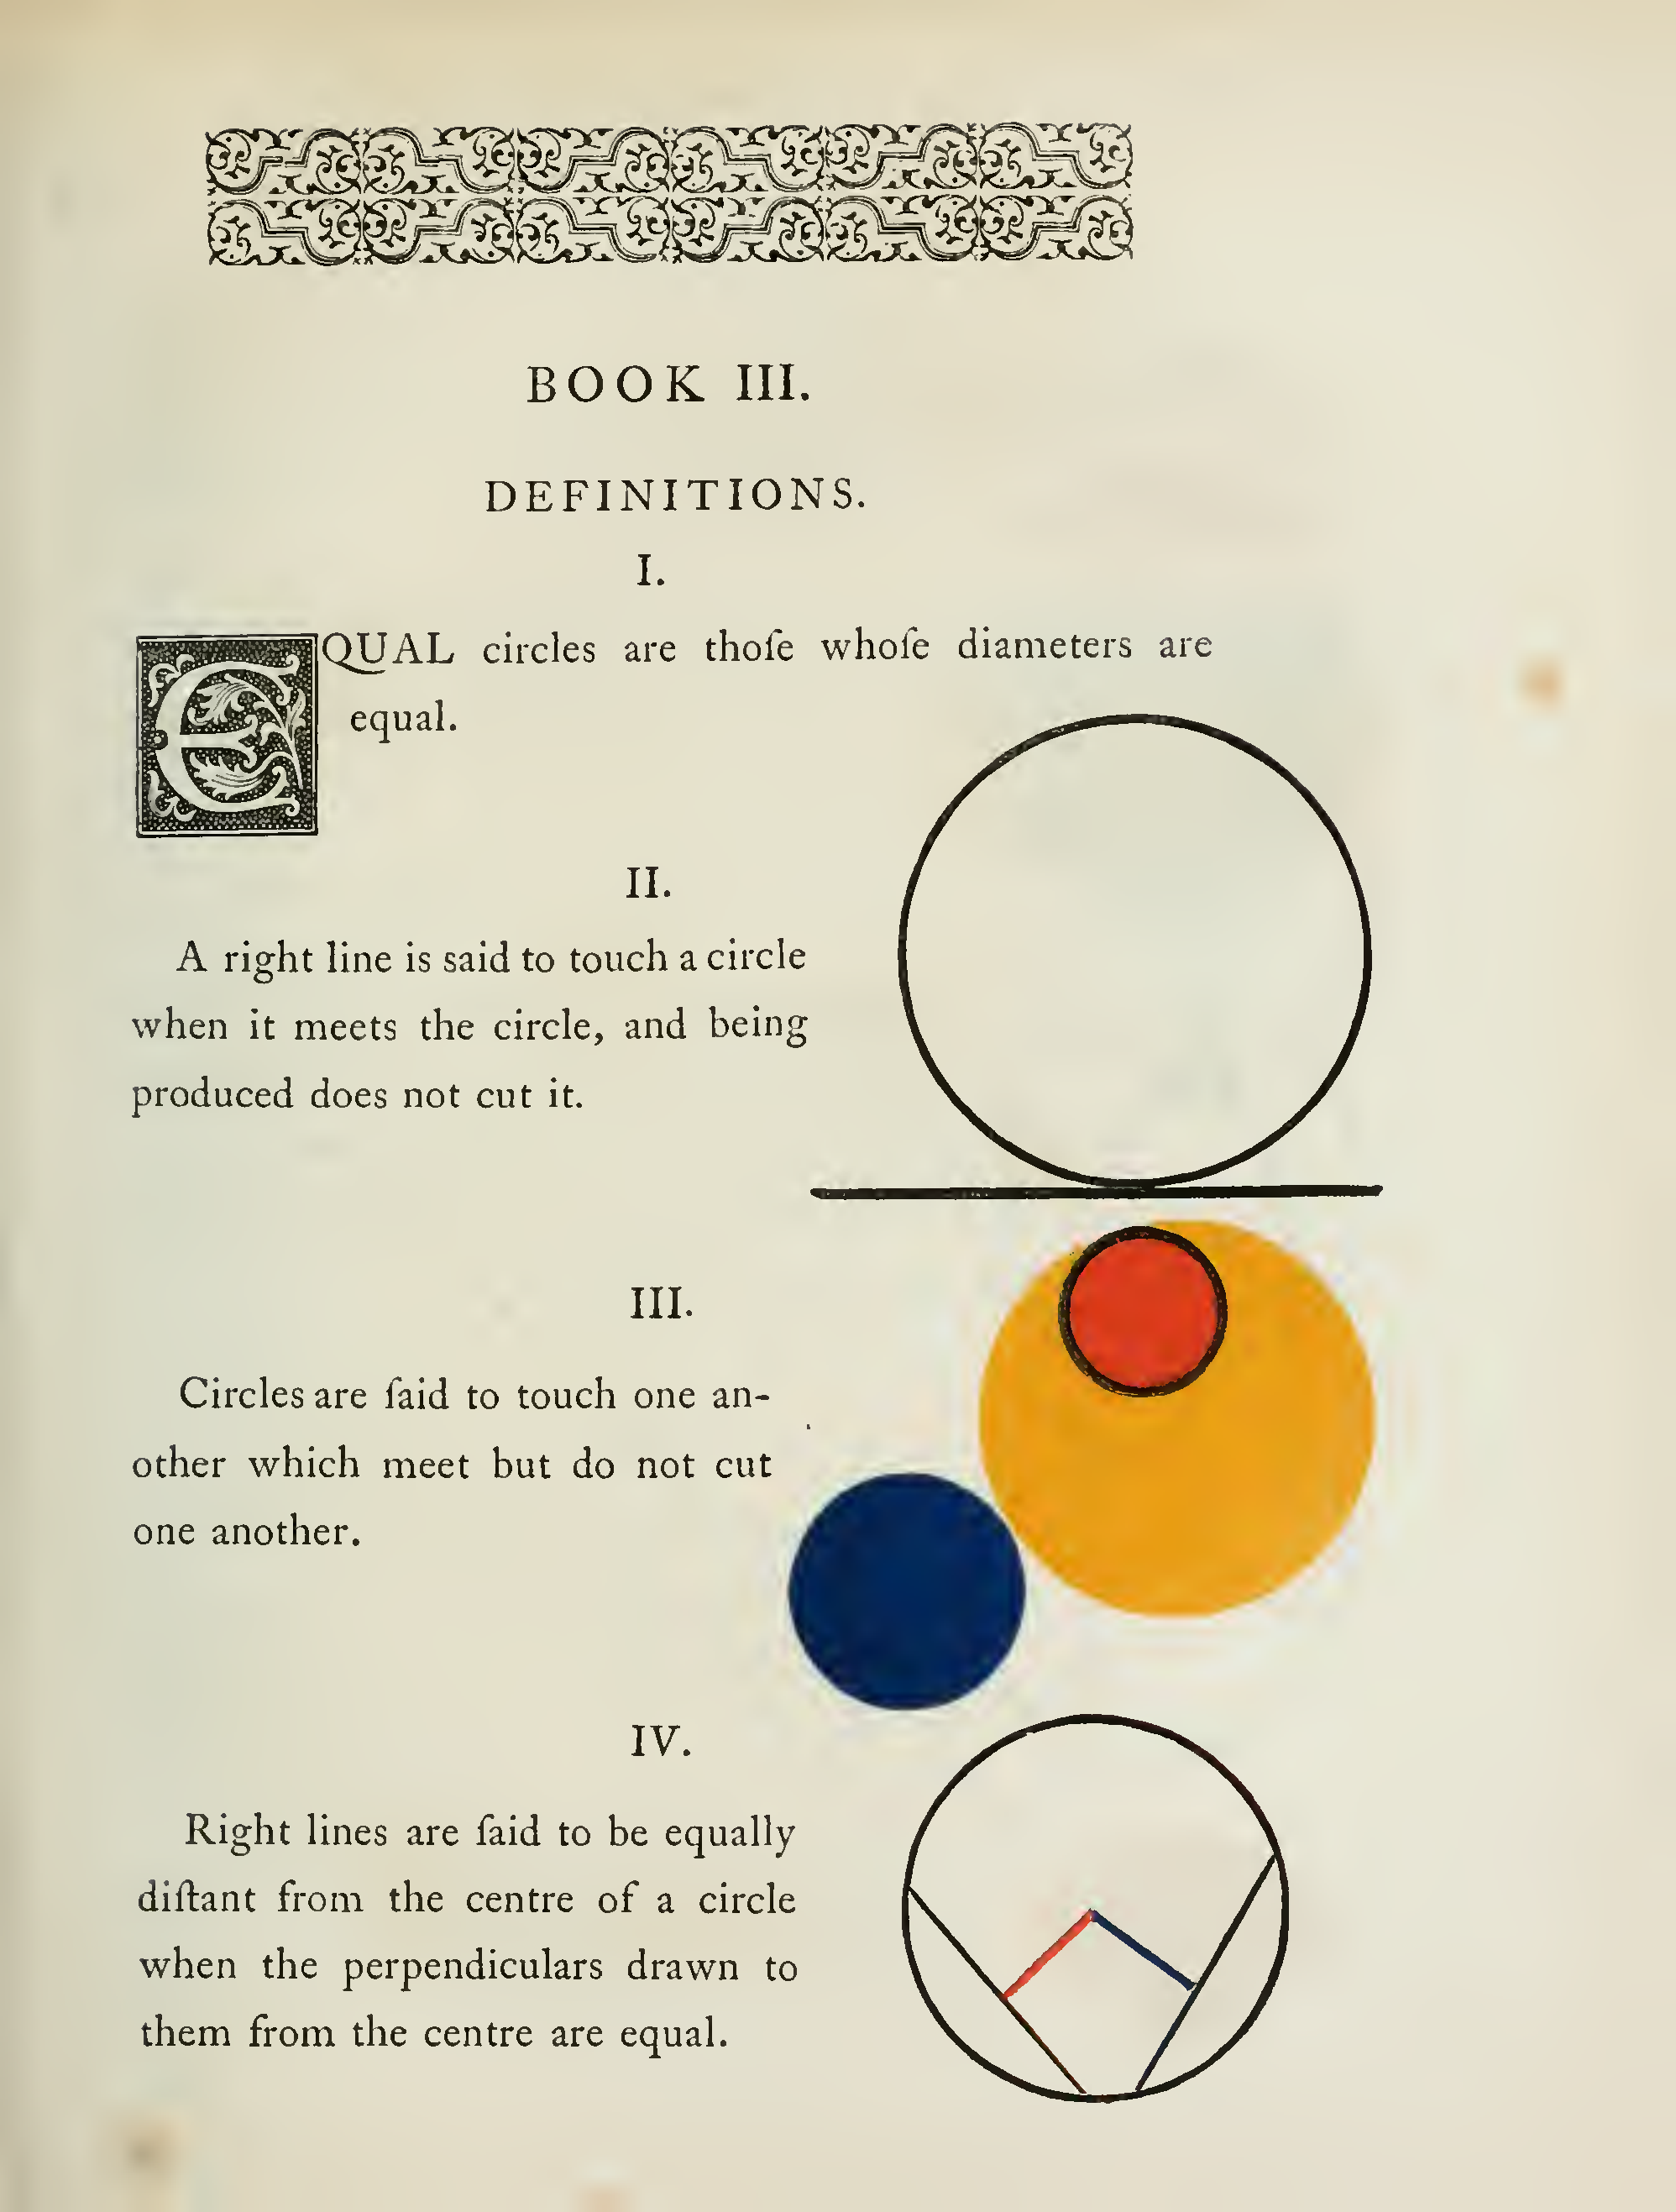 BOOK III.
DEFINITIONS.
I.
EQUAL circles are thoſe whoſe diameters are
equal.
II.
A right line is said to touch a circle
when it meets the circle, and being
produced does not cut it.
III.
Circles are ſaid to touch one an-
other which meet but do not cut
one another.
IV.
Right lines are ſaid to be equally
diſtant from the centre of a circle
when the perpendiculars drawn to
them from the centre are equal.